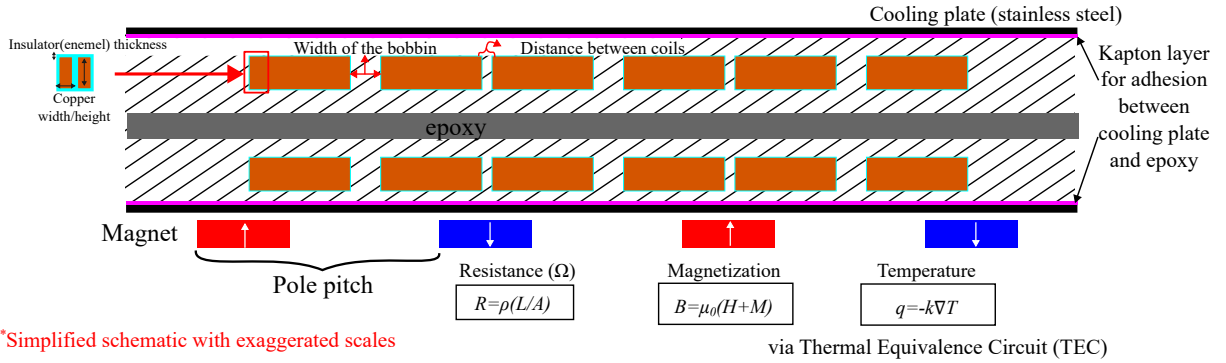 Cooling plate (stainless steel)
Insulator(enemel) thickness
Width of the bobbin
Distance between coils
Kapton layer
for adhesion
between
cooling plate
and epoxy
Copper
width/height
epoxy
Magnet
Pole pitch
Resistance (Ω)
R=ρ(L/A)
Magnetization
B=μ₀(H+M)
Temperature
q=-k∇T
*Simplified schematic with exaggerated scales
via Thermal Equivalence Circuit (TEC)